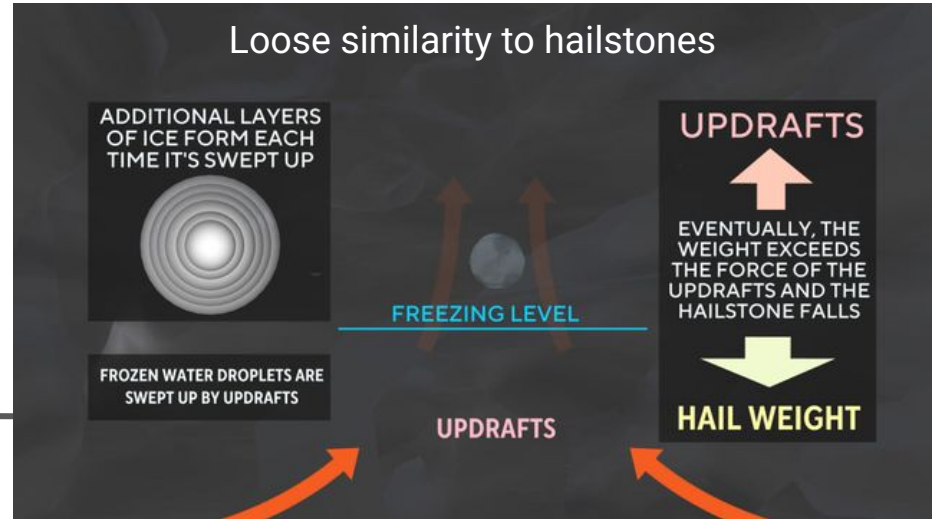 Loose similarity to hailstones
ADDITIONAL LAYERS
OF ICE FORM EACH
TIME IT'S SWEPT UP
FROZEN WATER DROPLETS ARE
SWEPT UP BY UPDRAFTS
FREEZING LEVEL
UPDRAFTS
UPDRAFTS
EVENTUALLY, THE
WEIGHT EXCEEDS
THE FORCE OF THE
UPDRAFTS AND THE
HAILSTONE FALLS
HAIL WEIGHT